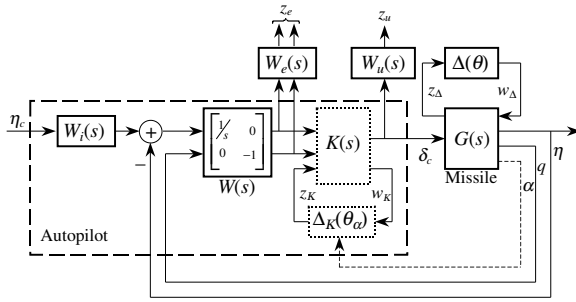 z_e
z_u
W_e(s)
W_u(s)
Δ(θ)
z_Δ
w_Δ
η_c
W_i(s)
+
−
1/s 0
0 −1
W(s)
K(s)
δ_c
G(s)
Missile
η
q
α
z_K
w_K
Δ_K(θ_α)
Autopilot